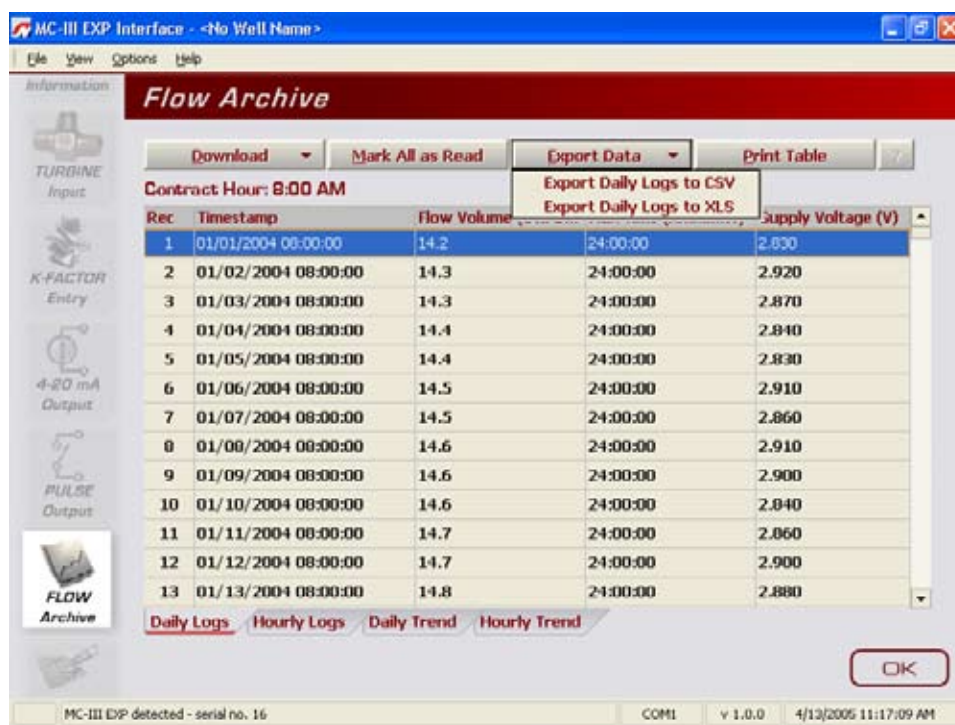 MC-III EXP Interface - <No Well Name>
File View Options Help
Information
Flow Archive
Download Mark All as Read Export Data Print Table ?
Export Daily Logs to CSV
Export Daily Logs to XLS
Contract Hour: 8:00 AM
Rec Timestamp Flow Volume Supply Voltage (V)
1 01/01/2004 08:00:00 14.2 24:00:00 2.830
2 01/02/2004 08:00:00 14.3 24:00:00 2.920
3 01/03/2004 08:00:00 14.3 24:00:00 2.870
4 01/04/2004 08:00:00 14.4 24:00:00 2.840
5 01/05/2004 08:00:00 14.4 24:00:00 2.830
6 01/06/2004 08:00:00 14.5 24:00:00 2.910
7 01/07/2004 08:00:00 14.5 24:00:00 2.860
8 01/08/2004 08:00:00 14.6 24:00:00 2.910
9 01/09/2004 08:00:00 14.6 24:00:00 2.900
10 01/10/2004 08:00:00 14.6 24:00:00 2.840
11 01/11/2004 08:00:00 14.7 24:00:00 2.860
12 01/12/2004 08:00:00 14.7 24:00:00 2.900
13 01/13/2004 08:00:00 14.8 24:00:00 2.880
Daily Logs Hourly Logs Daily Trend Hourly Trend
TURBINE
Input
K-FACTOR
Entry
4-20 mA
Output
PULSE
Output
FLOW
Archive
OK
MC-III EXP detected - serial no. 16 COM1 v 1.0.0 4/13/2005 11:17:09 AM